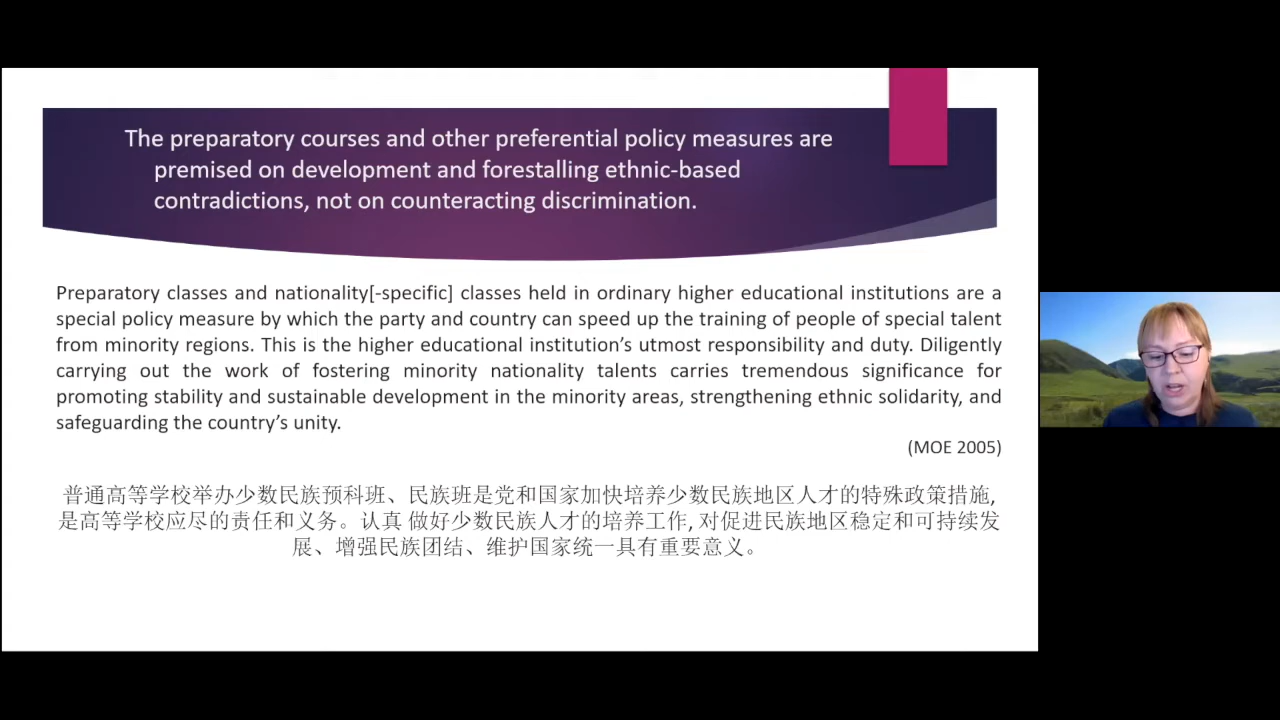 The preparatory courses and other preferential policy measures are
premised on development and forestalling ethnic-based
contradictions, not on counteracting discrimination.
Preparatory classes and nationality[-specific] classes held in ordinary higher educational institutions are a
special policy measure by which the party and country can speed up the training of people of special talent
from minority regions. This is the higher educational institution’s utmost responsibility and duty. Diligently
carrying out the work of fostering minority nationality talents carries tremendous significance for
promoting stability and sustainable development in the minority areas, strengthening ethnic solidarity, and
safeguarding the country’s unity.
(MOE 2005)
普通高等学校举办少数民族预科班、民族班是党和国家加快培养少数民族地区人才的特殊政策措施,
是高等学校应尽的责任和义务。认真 做好少数民族人才的培养工作, 对促进民族地区稳定和可持续发
展、增强民族团结、维护国家统一具有重要意义。